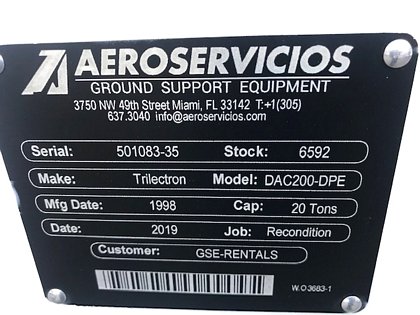 AEROSERVICIOS
GROUND SUPPORT EQUIPMENT
3750 NW 49th Street Miami, FL 33142 T:+1(305)
637.3040 info@aeroservicios.com
Serial: 501083-35 Stock: 6592
Make: Trilectron Model: DAC200-DPE
Mfg Date: 1998 Cap: 20 Tons
Date: 2019 Job: Recondition
Customer: GSE-RENTALS
W.O3683-1